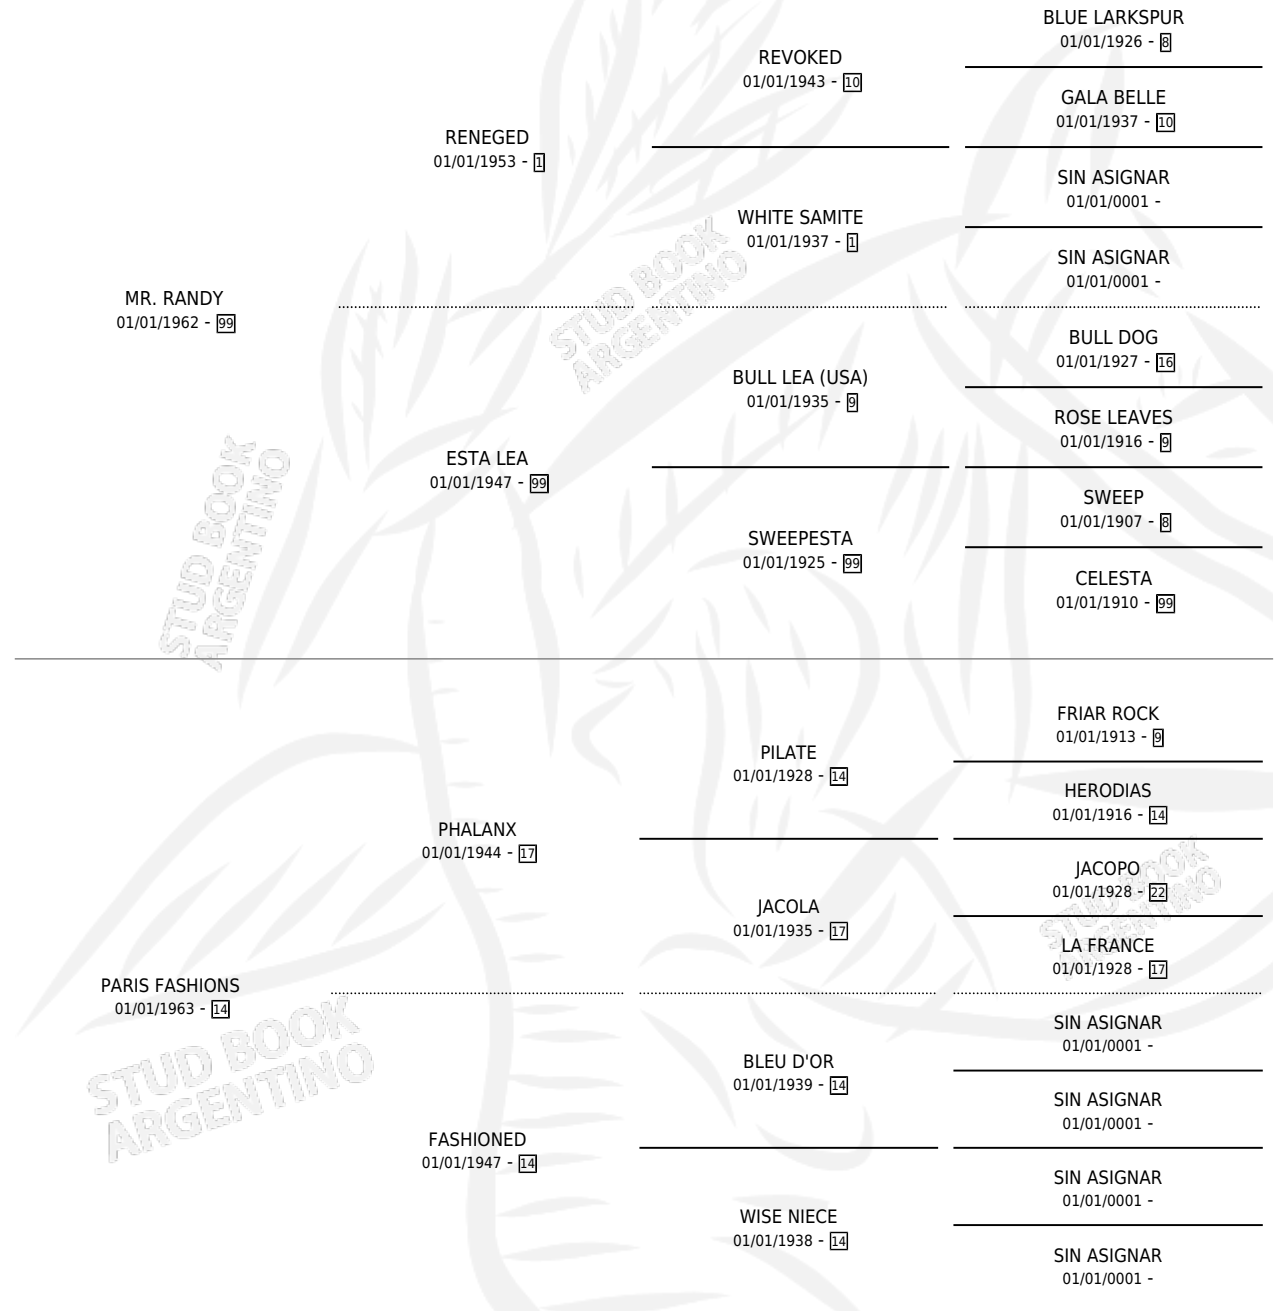 BLUE LARKSPUR
01/01/1926 - 8
REVOKED
01/01/1943 - 10
GALA BELLE
01/01/1937 - 10
RENEGED
01/01/1953 - 1
SIN ASIGNAR
01/01/0001 -
WHITE SAMITE
01/01/1937 - 1
SIN ASIGNAR
01/01/0001 -
MR. RANDY
01/01/1962 - 99
BULL DOG
01/01/1927 - 16
BULL LEA (USA)
01/01/1935 - 9
ROSE LEAVES
01/01/1916 - 9
ESTA LEA
01/01/1947 - 99
SWEEP
01/01/1907 - 8
SWEEPESTA
01/01/1925 - 99
CELESTA
01/01/1910 - 99
STUD BOOK
ARGENTINO
STUD BOOK
ARGENTINO
FRIAR ROCK
01/01/1913 - 9
PILATE
01/01/1928 - 14
HERODIAS
01/01/1916 - 14
PHALANX
01/01/1944 - 17
JACOPO
01/01/1928 - 22
JACOLA
01/01/1935 - 17
LA FRANCE
01/01/1928 - 17
PARIS FASHIONS
01/01/1963 - 14
SIN ASIGNAR
01/01/0001 -
BLEU D'OR
01/01/1939 - 14
SIN ASIGNAR
01/01/0001 -
FASHIONED
01/01/1947 - 14
SIN ASIGNAR
01/01/0001 -
WISE NIECE
01/01/1938 - 14
SIN ASIGNAR
01/01/0001 -
STUD BOOK
ARGENTINO
STUD BOOK
ARGENTINO